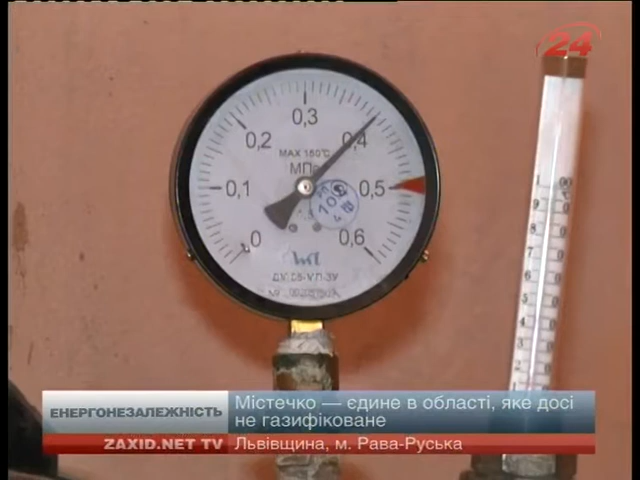 24
0,3
0,2
0,4
MAX 150°C
МПа
0,1
0,5
0
0,6
ЕНЕРГОНЕЗАЛЕЖНІСТЬ
Містечко — єдине в області, яке досі
не газифіковане
ZAXID.NET TV
Львівщина, м. Рава-Руська